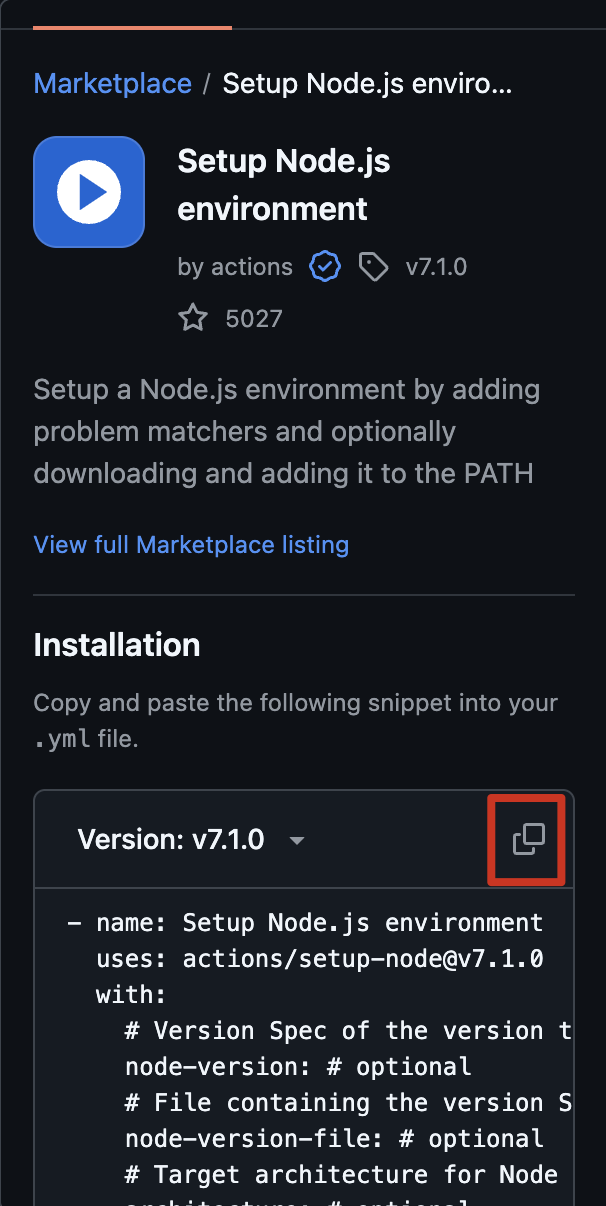 Marketplace / Setup Node.js enviro...
Setup Node.js
environment
by actions v7.1.0
5027
Setup a Node.js environment by adding
problem matchers and optionally
downloading and adding it to the PATH
View full Marketplace listing
Installation
Copy and paste the following snippet into your
.yml file.
Version: v7.1.0
- name: Setup Node.js environment
uses: actions/setup-node@v7.1.0
with:
# Version Spec of the version t
node-version: # optional
# File containing the version S
node-version-file: # optional
# Target architecture for Node
architecture: # optional